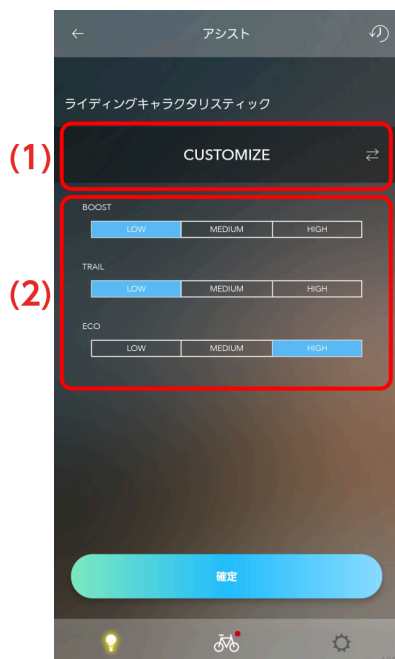 アシスト
ライディングキャラクタリスティック
(1)
CUSTOMIZE
(2)
BOOST
LOW MEDIUM HIGH
TRAIL
LOW MEDIUM HIGH
ECO
LOW MEDIUM HIGH
確定